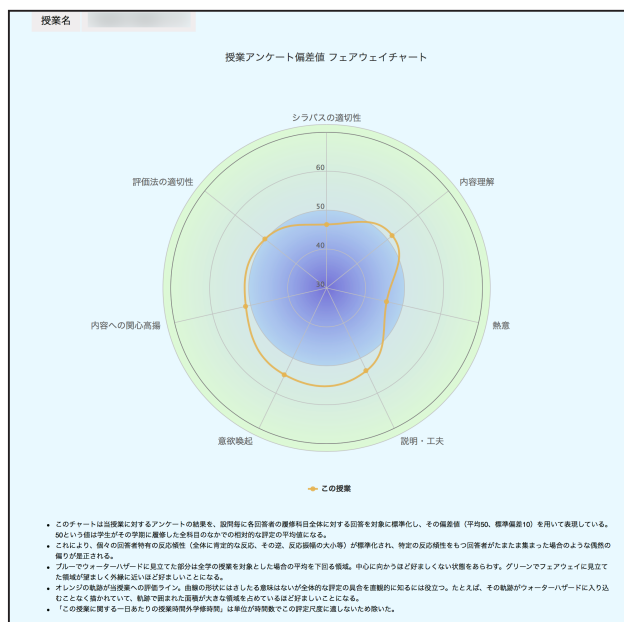 授業名
授業アンケート偏差値 フェアウェイチャート
シラバスの適切性
60
評価法の適切性
内容理解
50
40
30
内容への関心高揚
熱意
意欲喚起
説明・工夫
この授業
• このチャートは当授業に対するアンケートの結果を、設問毎に各回答者の履修科目全体に対する回答を対象に標準化し、その偏差値（平均50、標準偏差10）を用いて表現している。
50という値は学生がその学期に履修した全科目のなかでの相対的な評定の平均値になる。
• これにより、個々の回答者特有の反応傾性（全体に肯定的な反応、その逆、反応振幅の大小等）が標準化され、特定の反応傾性をもつ回答者がたまたま集まった場合のような偶然の
偏りが是正される。
• ブルーでウォーターハザードに見立てた部分は全学の授業を対象とした場合の平均を下回る領域。中心に向かうほど好ましくない状態をあらわす。グリーンでフェアウェイに見立て
た領域が望ましく外縁に近いほど好ましいことになる。
• オレンジの軌跡が当授業への評価ライン。曲線の形状にはさしたる意味はないが全体的な評定の具合を直観的に知るには役立つ。たとえば、その軌跡がウォーターハザードに入り込
むことなく描かれていて、軌跡で囲まれた面積が大きな領域を占めているほど好ましいことになる。
• 「この授業に関する一日あたりの授業時間外学修時間」は単位が時間数でこの評定尺度に適しないため除いた。